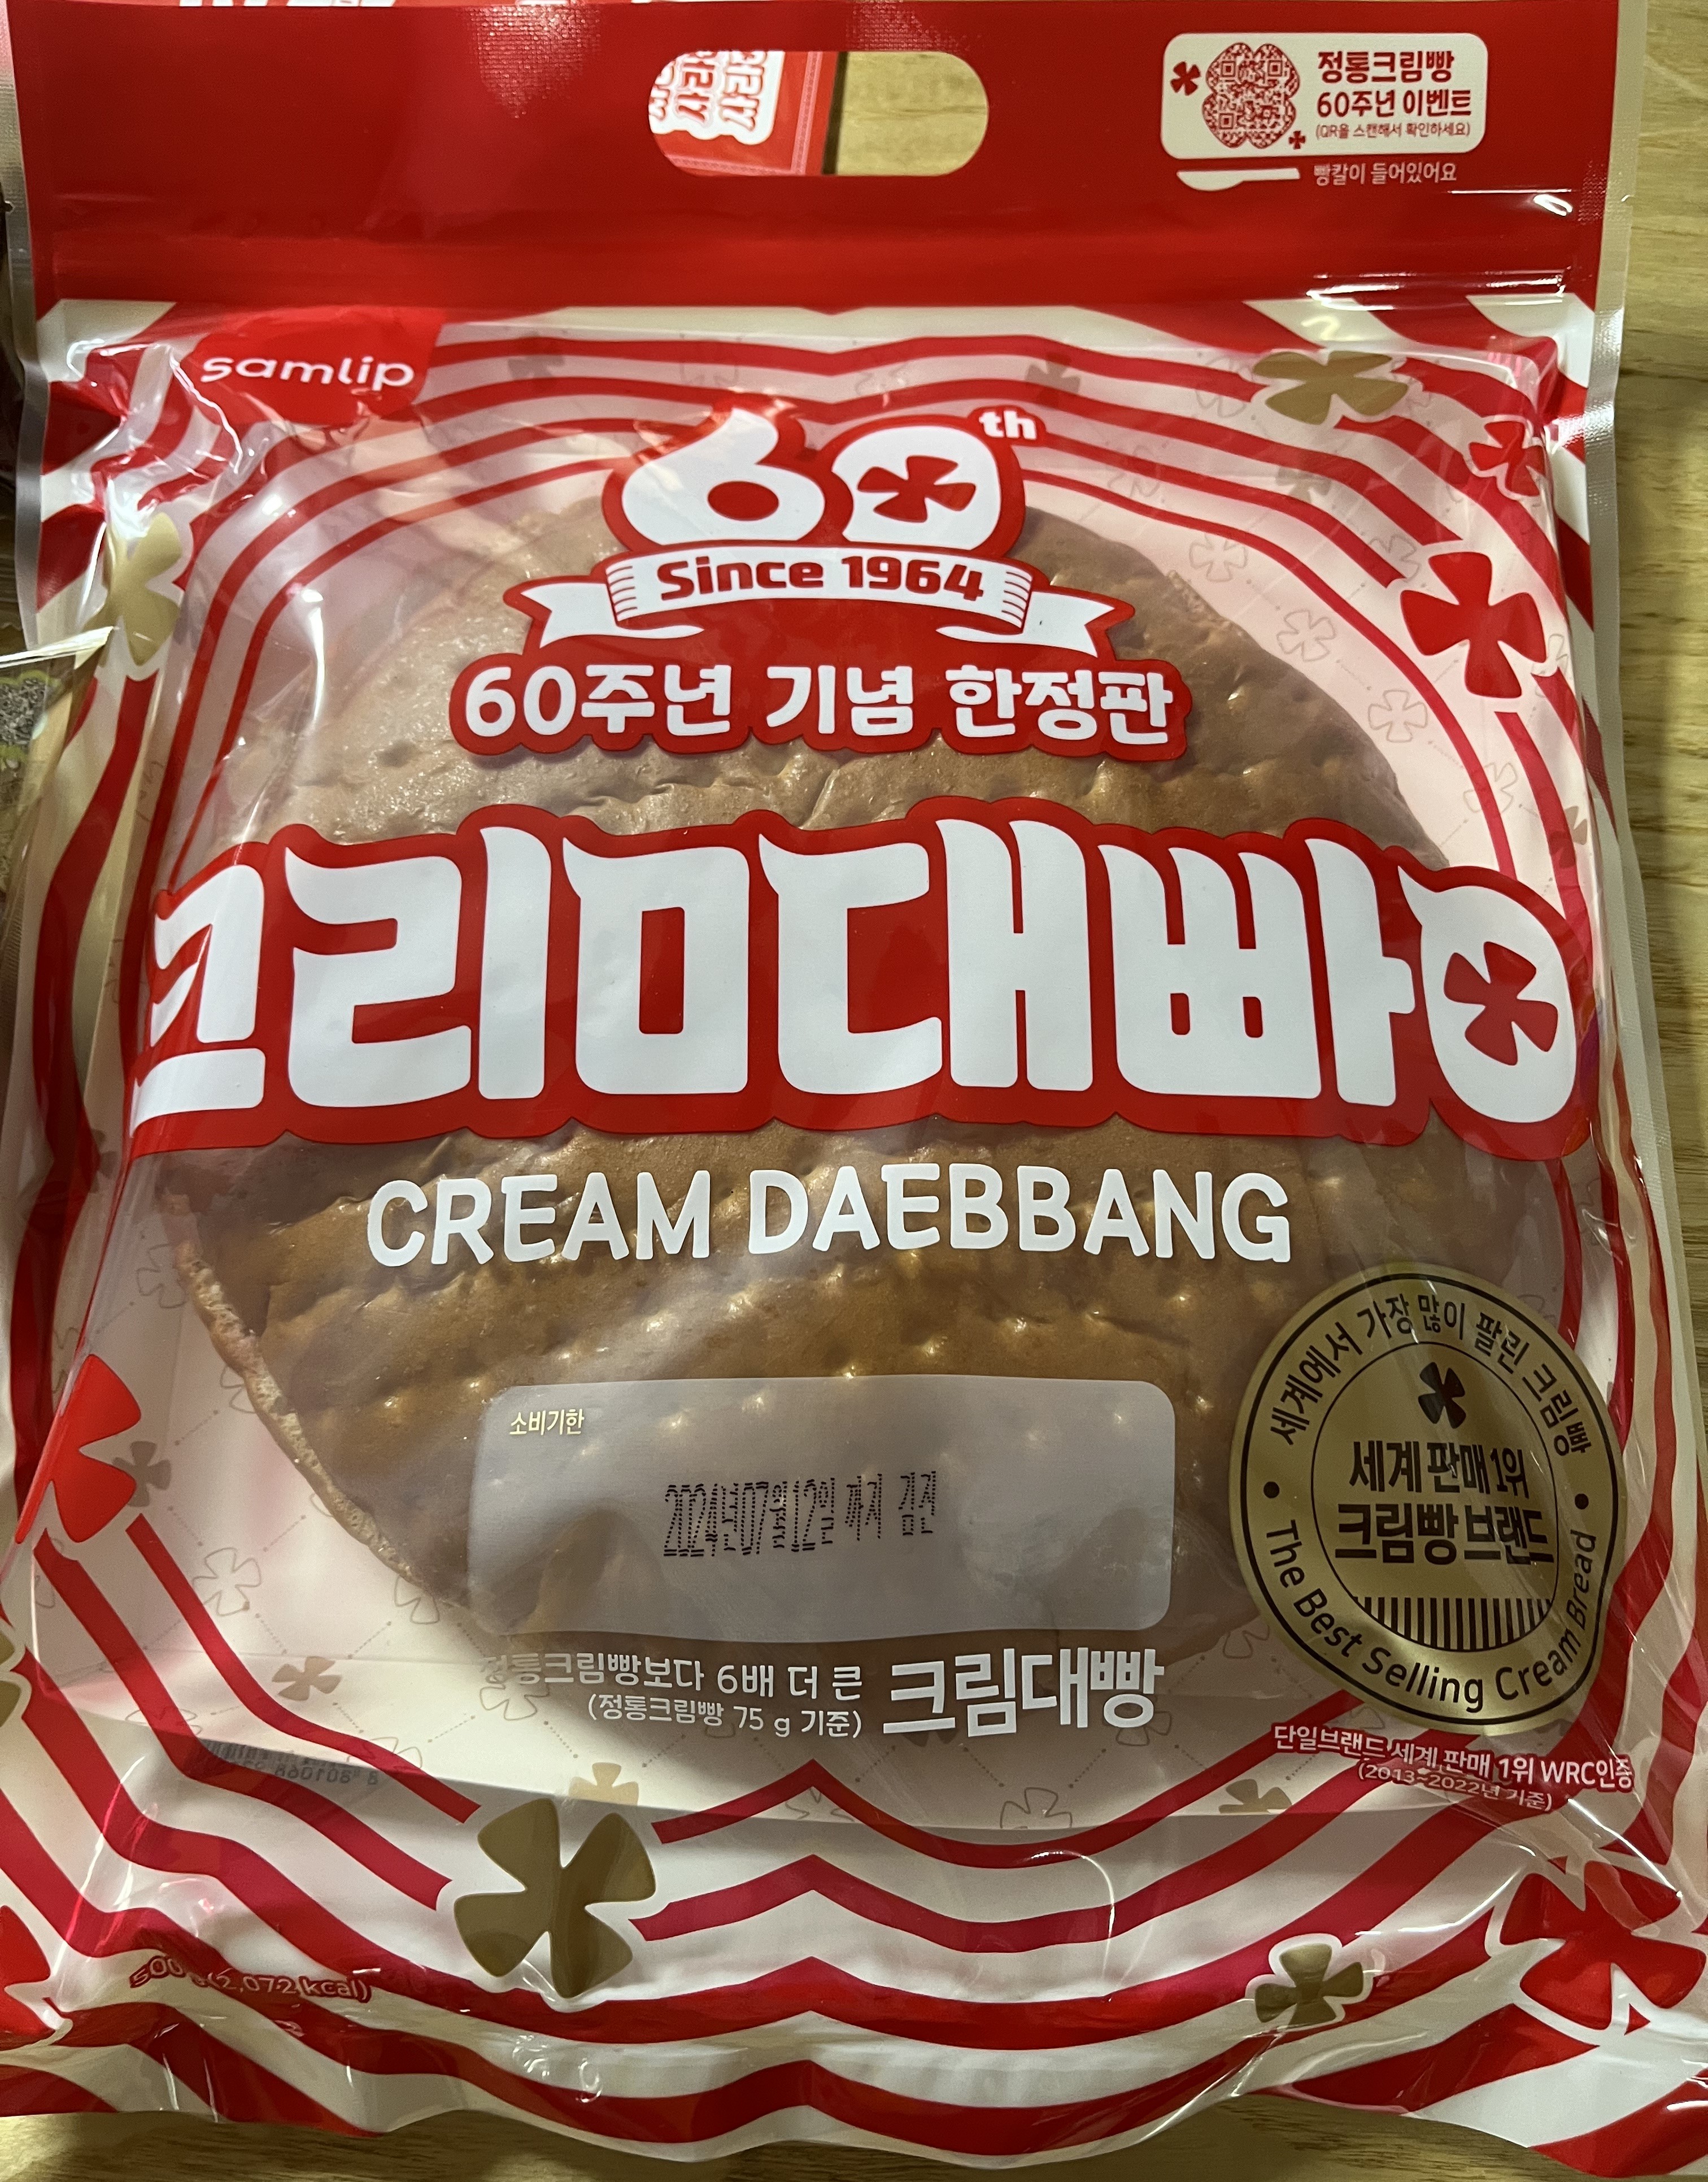 정통크림빵
60주년 이벤트
(QR을 스캔해서 확인하세요)
빵칼이 들어있어요
samlip
60th
Since 1964
60주년 기념 한정판
크림대빵
CREAM DAEBBANG
소비기한
2024년07월12일 까지
세계에서 가장 많이 팔린 크림빵
세계 판매 1위
크림빵 브랜드
The Best Selling Cream Bread
정통크림빵보다 6배 더 큰
(정통크림빵 75 g 기준)
크림대빵
단일브랜드 세계 판매 1위 WRC인증
(2013~2022년 기준)
500 g(2,072 kcal)